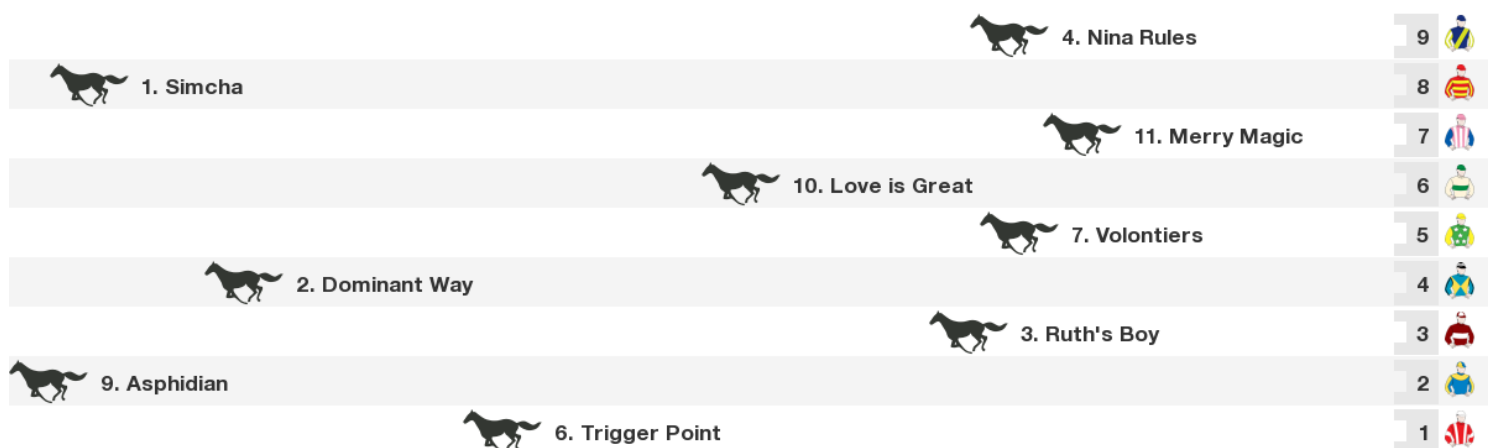 4. Nina Rules 9
1. Simcha 8
11. Merry Magic 7
10. Love is Great 6
7. Volontiers 5
2. Dominant Way 4
3. Ruth's Boy 3
9. Asphidian 2
6. Trigger Point 1